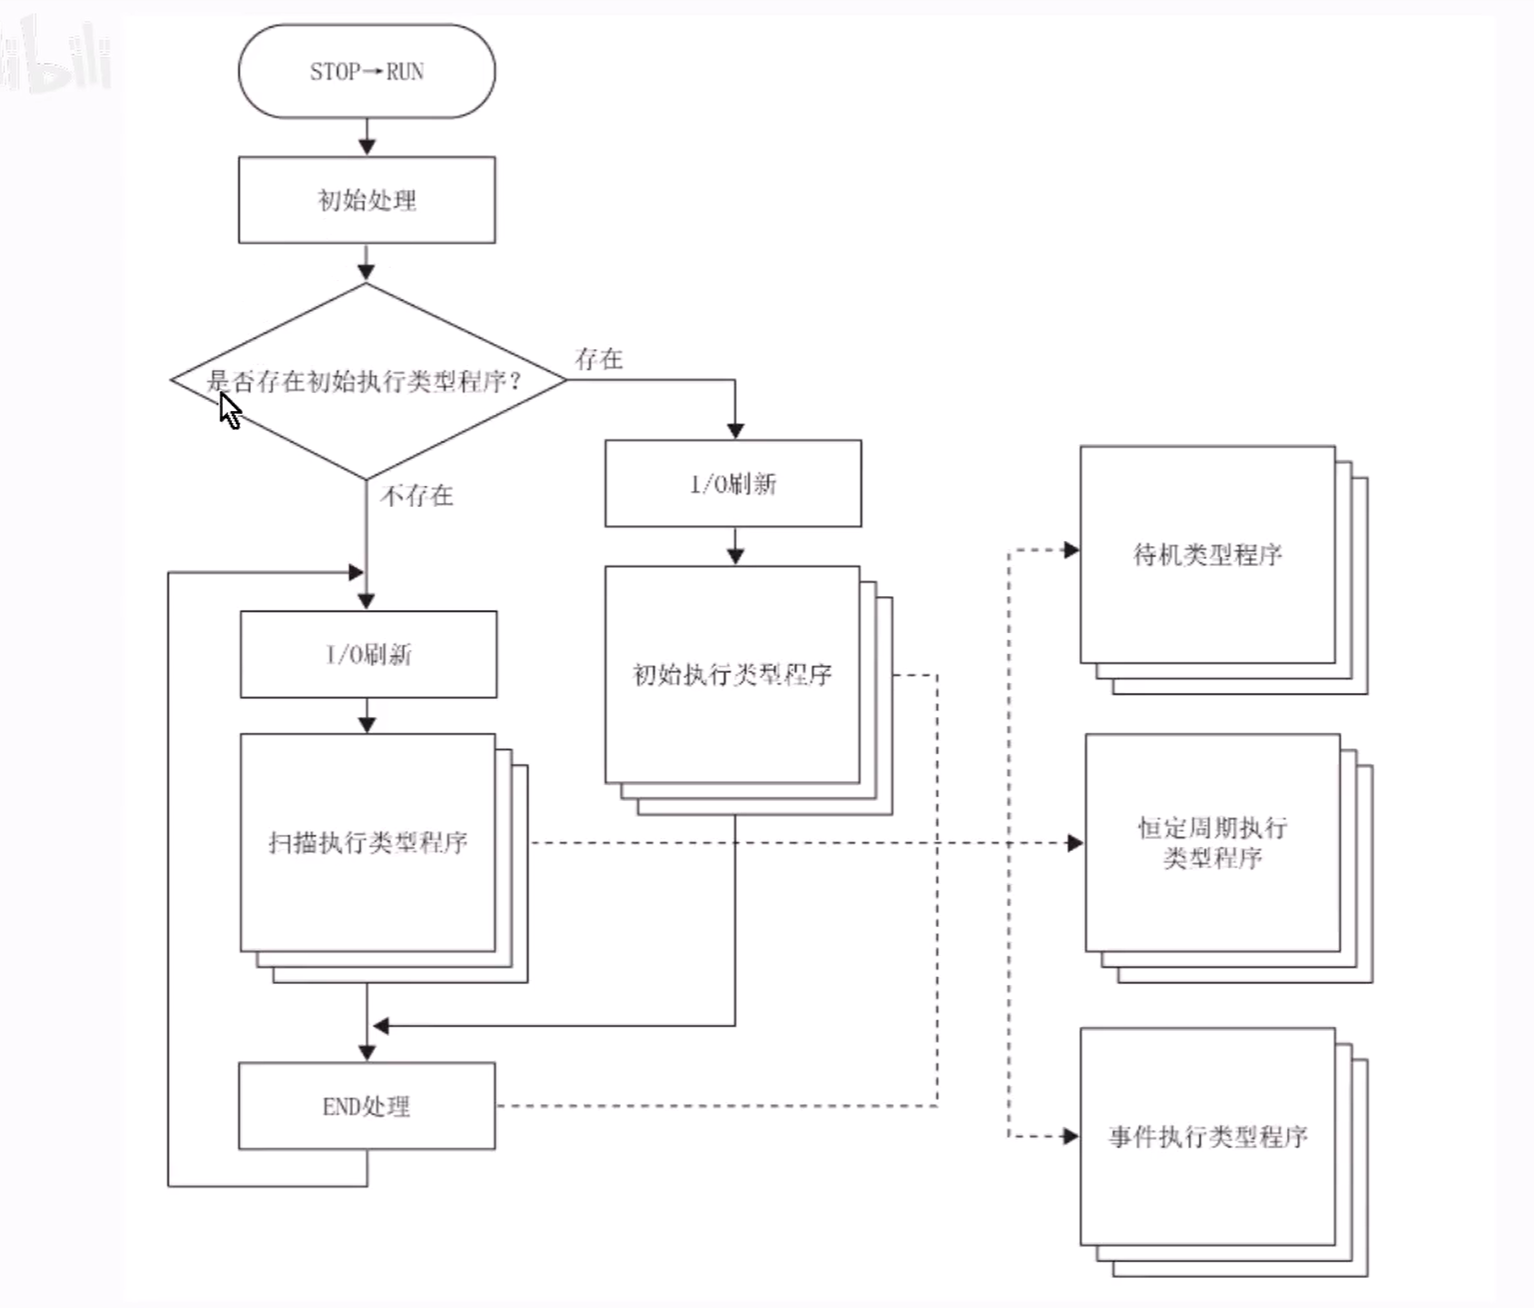 STOP→RUN
初始处理
是否存在初始执行类型程序?
存在
不存在
I/O刷新
I/O刷新
初始执行类型程序
待机类型程序
扫描执行类型程序
恒定周期执行
类型程序
END处理
事件执行类型程序